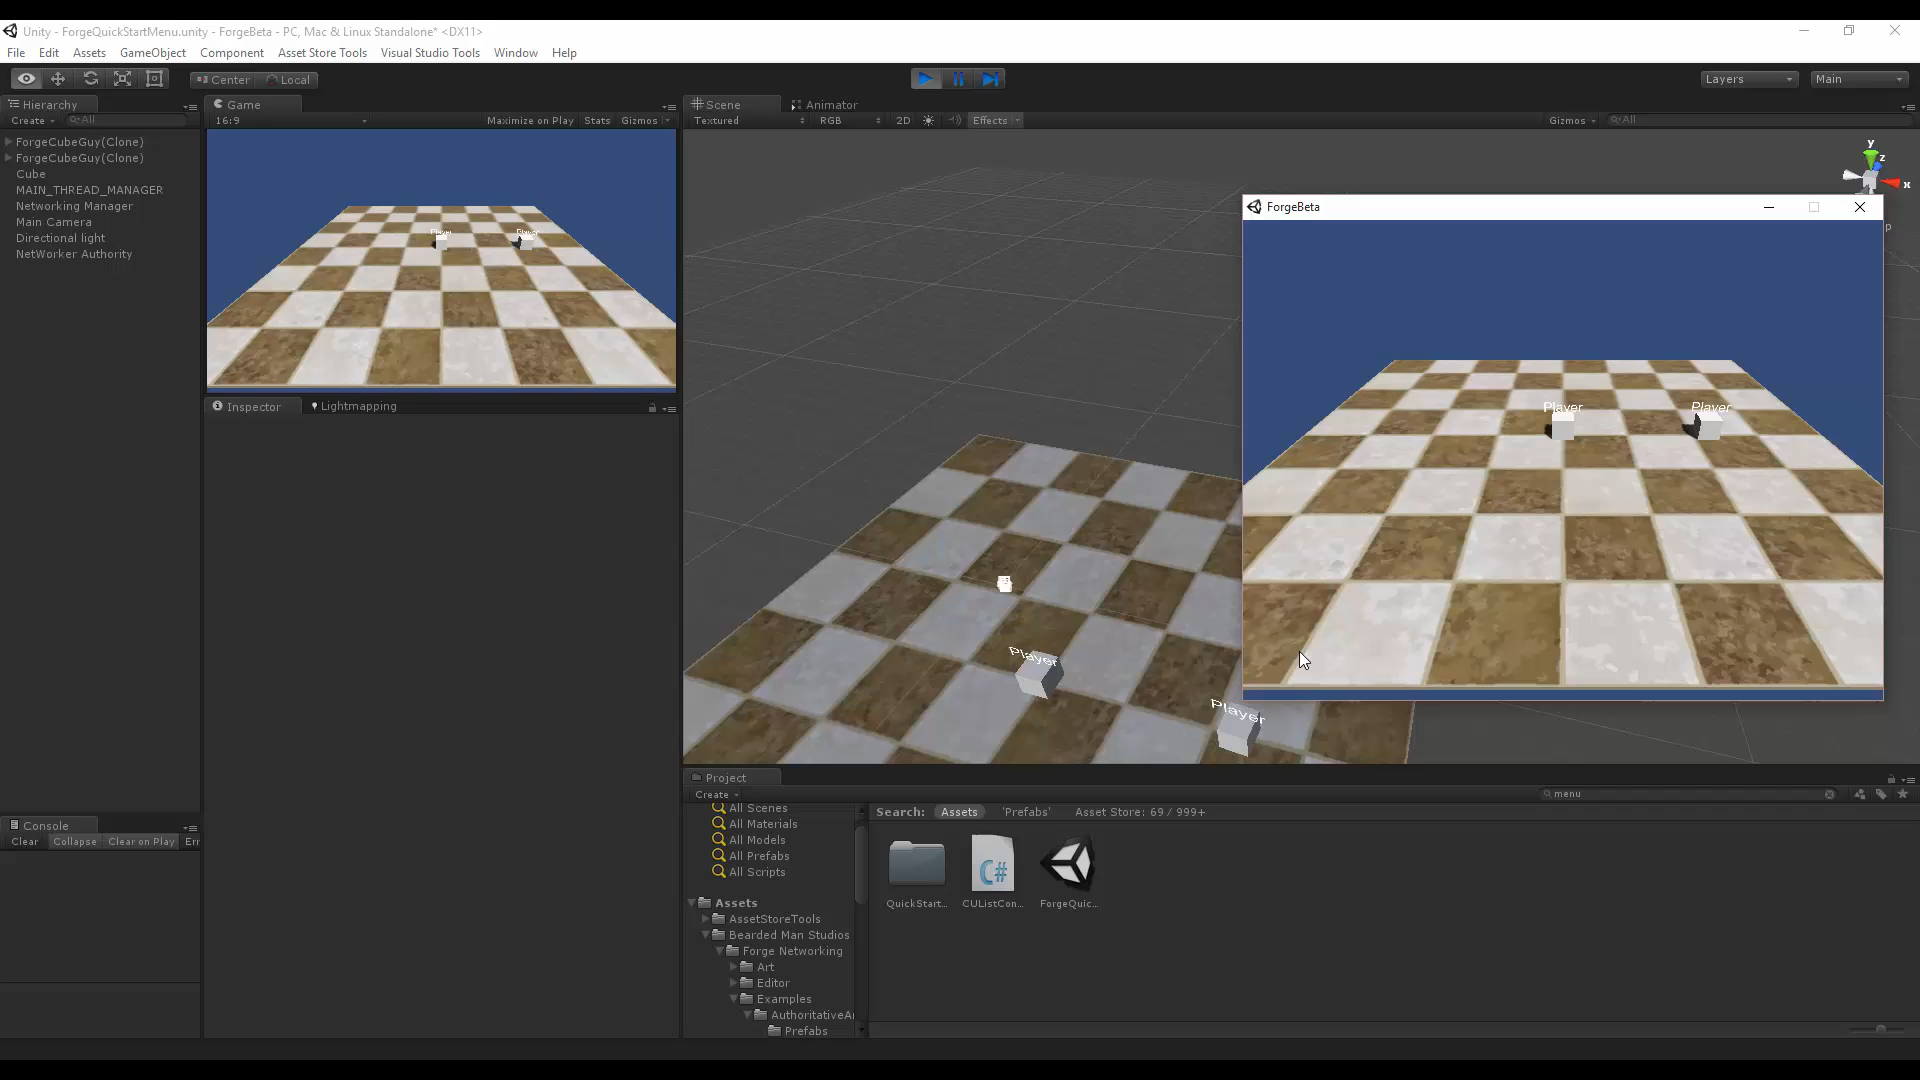 Unity - ForgeQuickStartMenu.unity - ForgeBeta - PC, Mac & Linux Standalone* <DX11>
File Edit Assets GameObject Component Asset Store Tools Visual Studio Tools Window Help
Center Local Layers Main
Hierarchy Game Scene Animator
Create All 16:9 Maximize on Play Stats Gizmos Textured RGB 2D Effects Gizmos All
ForgeCubeGuy(Clone)
ForgeCubeGuy(Clone)
Cube
MAIN_THREAD_MANAGER
Networking Manager
Main Camera
Directional light
NetWorker Authority
Player Player
y
z
x
p
ForgeBeta
Player Player
Player
Player
Inspector Lightmapping
Console
Clear Collapse Clear on Play Err
Project
Create menu
All Scenes
All Materials
All Models
All Prefabs
All Scripts
Assets
AssetStoreTools
Bearded Man Studios
Forge Networking
Art
Editor
Examples
AuthoritativeA
Prefabs
Search: Assets 'Prefabs' Asset Store: 69 / 999+
C#
QuickStart... CUListCon... ForgeQuic...